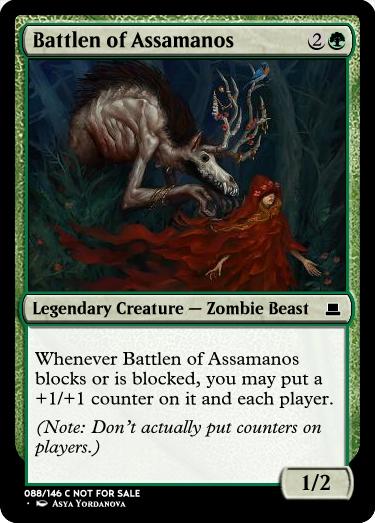 Battlen of Assamanos 2
Legendary Creature — Zombie Beast
Whenever Battlen of Assamanos
blocks or is blocked, you may put a
+1/+1 counter on it and each player.
(Note: Don't actually put counters on
players.)
1/2
088/146 C NOT FOR SALE
· Asya Yordanova